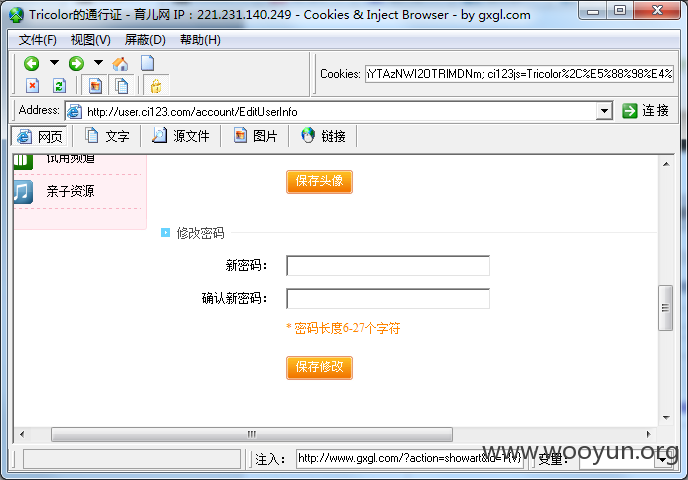 Tricolor的通行证 - 育儿网 IP：221.231.140.249 - Cookies & Inject Browser - by gxgl.com
文件(F) 视图(V) 屏蔽(D) 帮助(H)
Cookies: iYTAzNWI2OTRlMDNm; ci123js=Tricolor%2C%E5%88%98%E4%
Address: http://user.ci123.com/account/EditUserInfo 连接
网页 文字 源文件 图片 链接
试用频道
亲子资源
保存头像
修改密码
新密码：
确认新密码：
* 密码长度6-27个字符
保存修改
www.wooyun.org
注入： http://www.gxgl.com/?action=showart&id=1{V} 变量：